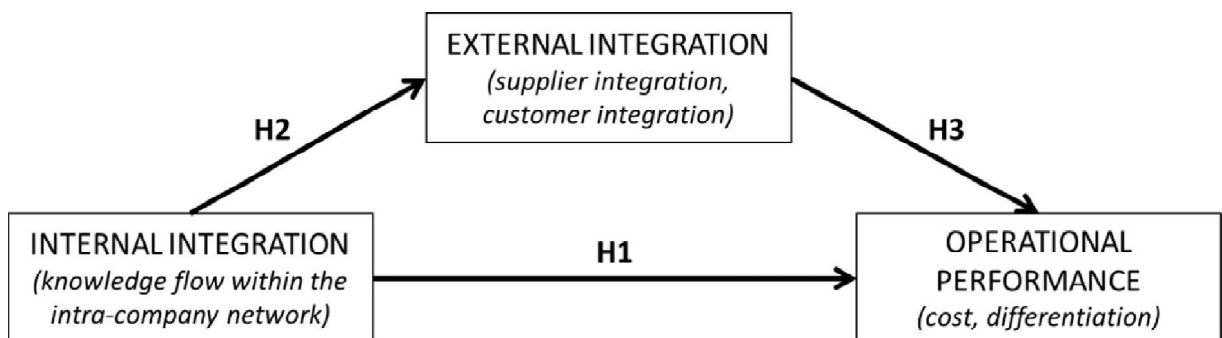 EXTERNAL INTEGRATION
(supplier integration,
customer integration)
H2
H3
INTERNAL INTEGRATION
(knowledge flow within the
intra-company network)
H1
OPERATIONAL
PERFORMANCE
(cost, differentiation)